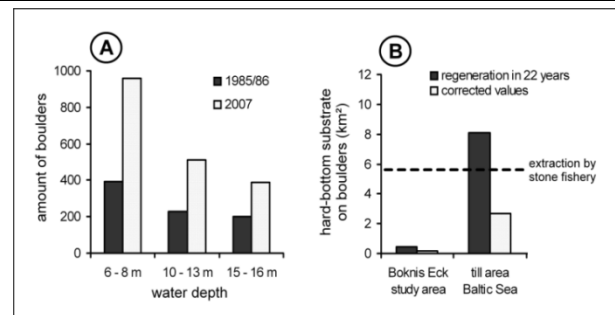 A
amount of boulders
1000
800
600
400
200
0
1985/86
2007
6 - 8 m
10 - 13 m
15 - 16 m
water depth
B
hard-bottom substrate
on boulders (km²)
12
10
8
6
4
2
0
regeneration in 22 years
corrected values
extraction by
stone fishery
Boknis Eck
study area
till area
Baltic Sea